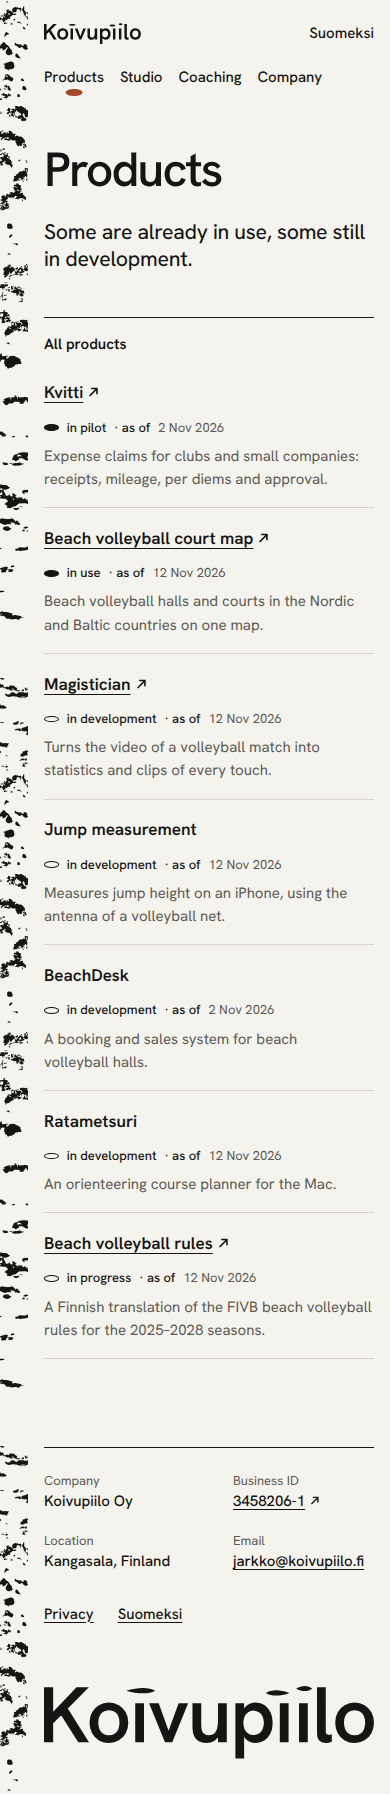 Koivupiilo
Suomeksi
Products Studio Coaching Company
Products
Some are already in use, some still
in development.
All products
Kvitti ↗
in pilot · as of 2 Nov 2026
Expense claims for clubs and small companies:
receipts, mileage, per diems and approval.
Beach volleyball court map ↗
in use · as of 12 Nov 2026
Beach volleyball halls and courts in the Nordic
and Baltic countries on one map.
Magistician ↗
in development · as of 12 Nov 2026
Turns the video of a volleyball match into
statistics and clips of every touch.
Jump measurement
in development · as of 12 Nov 2026
Measures jump height on an iPhone, using the
antenna of a volleyball net.
BeachDesk
in development · as of 2 Nov 2026
A booking and sales system for beach
volleyball halls.
Ratametsuri
in development · as of 12 Nov 2026
An orienteering course planner for the Mac.
Beach volleyball rules ↗
in progress · as of 12 Nov 2026
A Finnish translation of the FIVB beach volleyball
rules for the 2025–2028 seasons.
Company
Koivupiilo Oy
Business ID
3458206-1 ↗
Location
Kangasala, Finland
Email
jarkko@koivupiilo.fi
Privacy Suomeksi
Koivupiilo